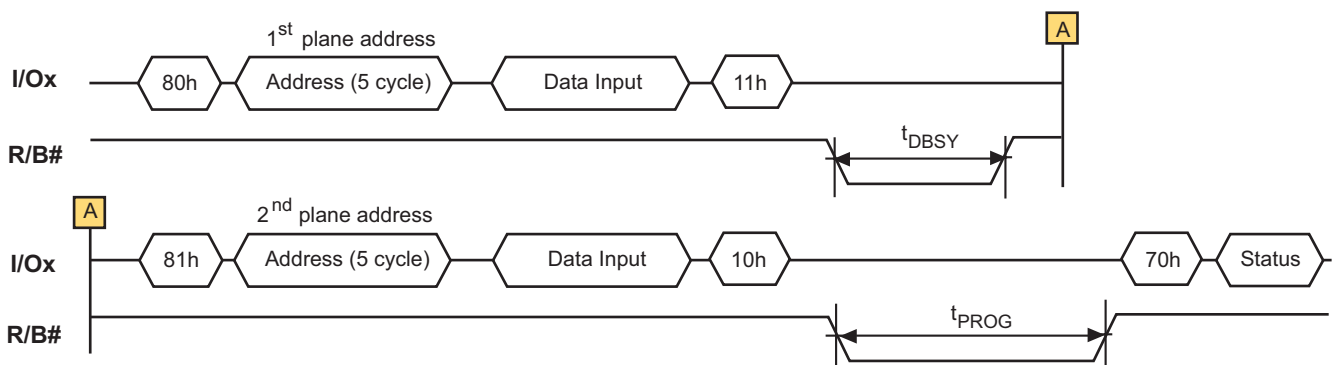 1st plane address
A
I/Ox
80h
Address (5 cycle)
Data Input
11h
R/B#
tDBSY
A
2nd plane address
I/Ox
81h
Address (5 cycle)
Data Input
10h
70h
Status
R/B#
tPROG